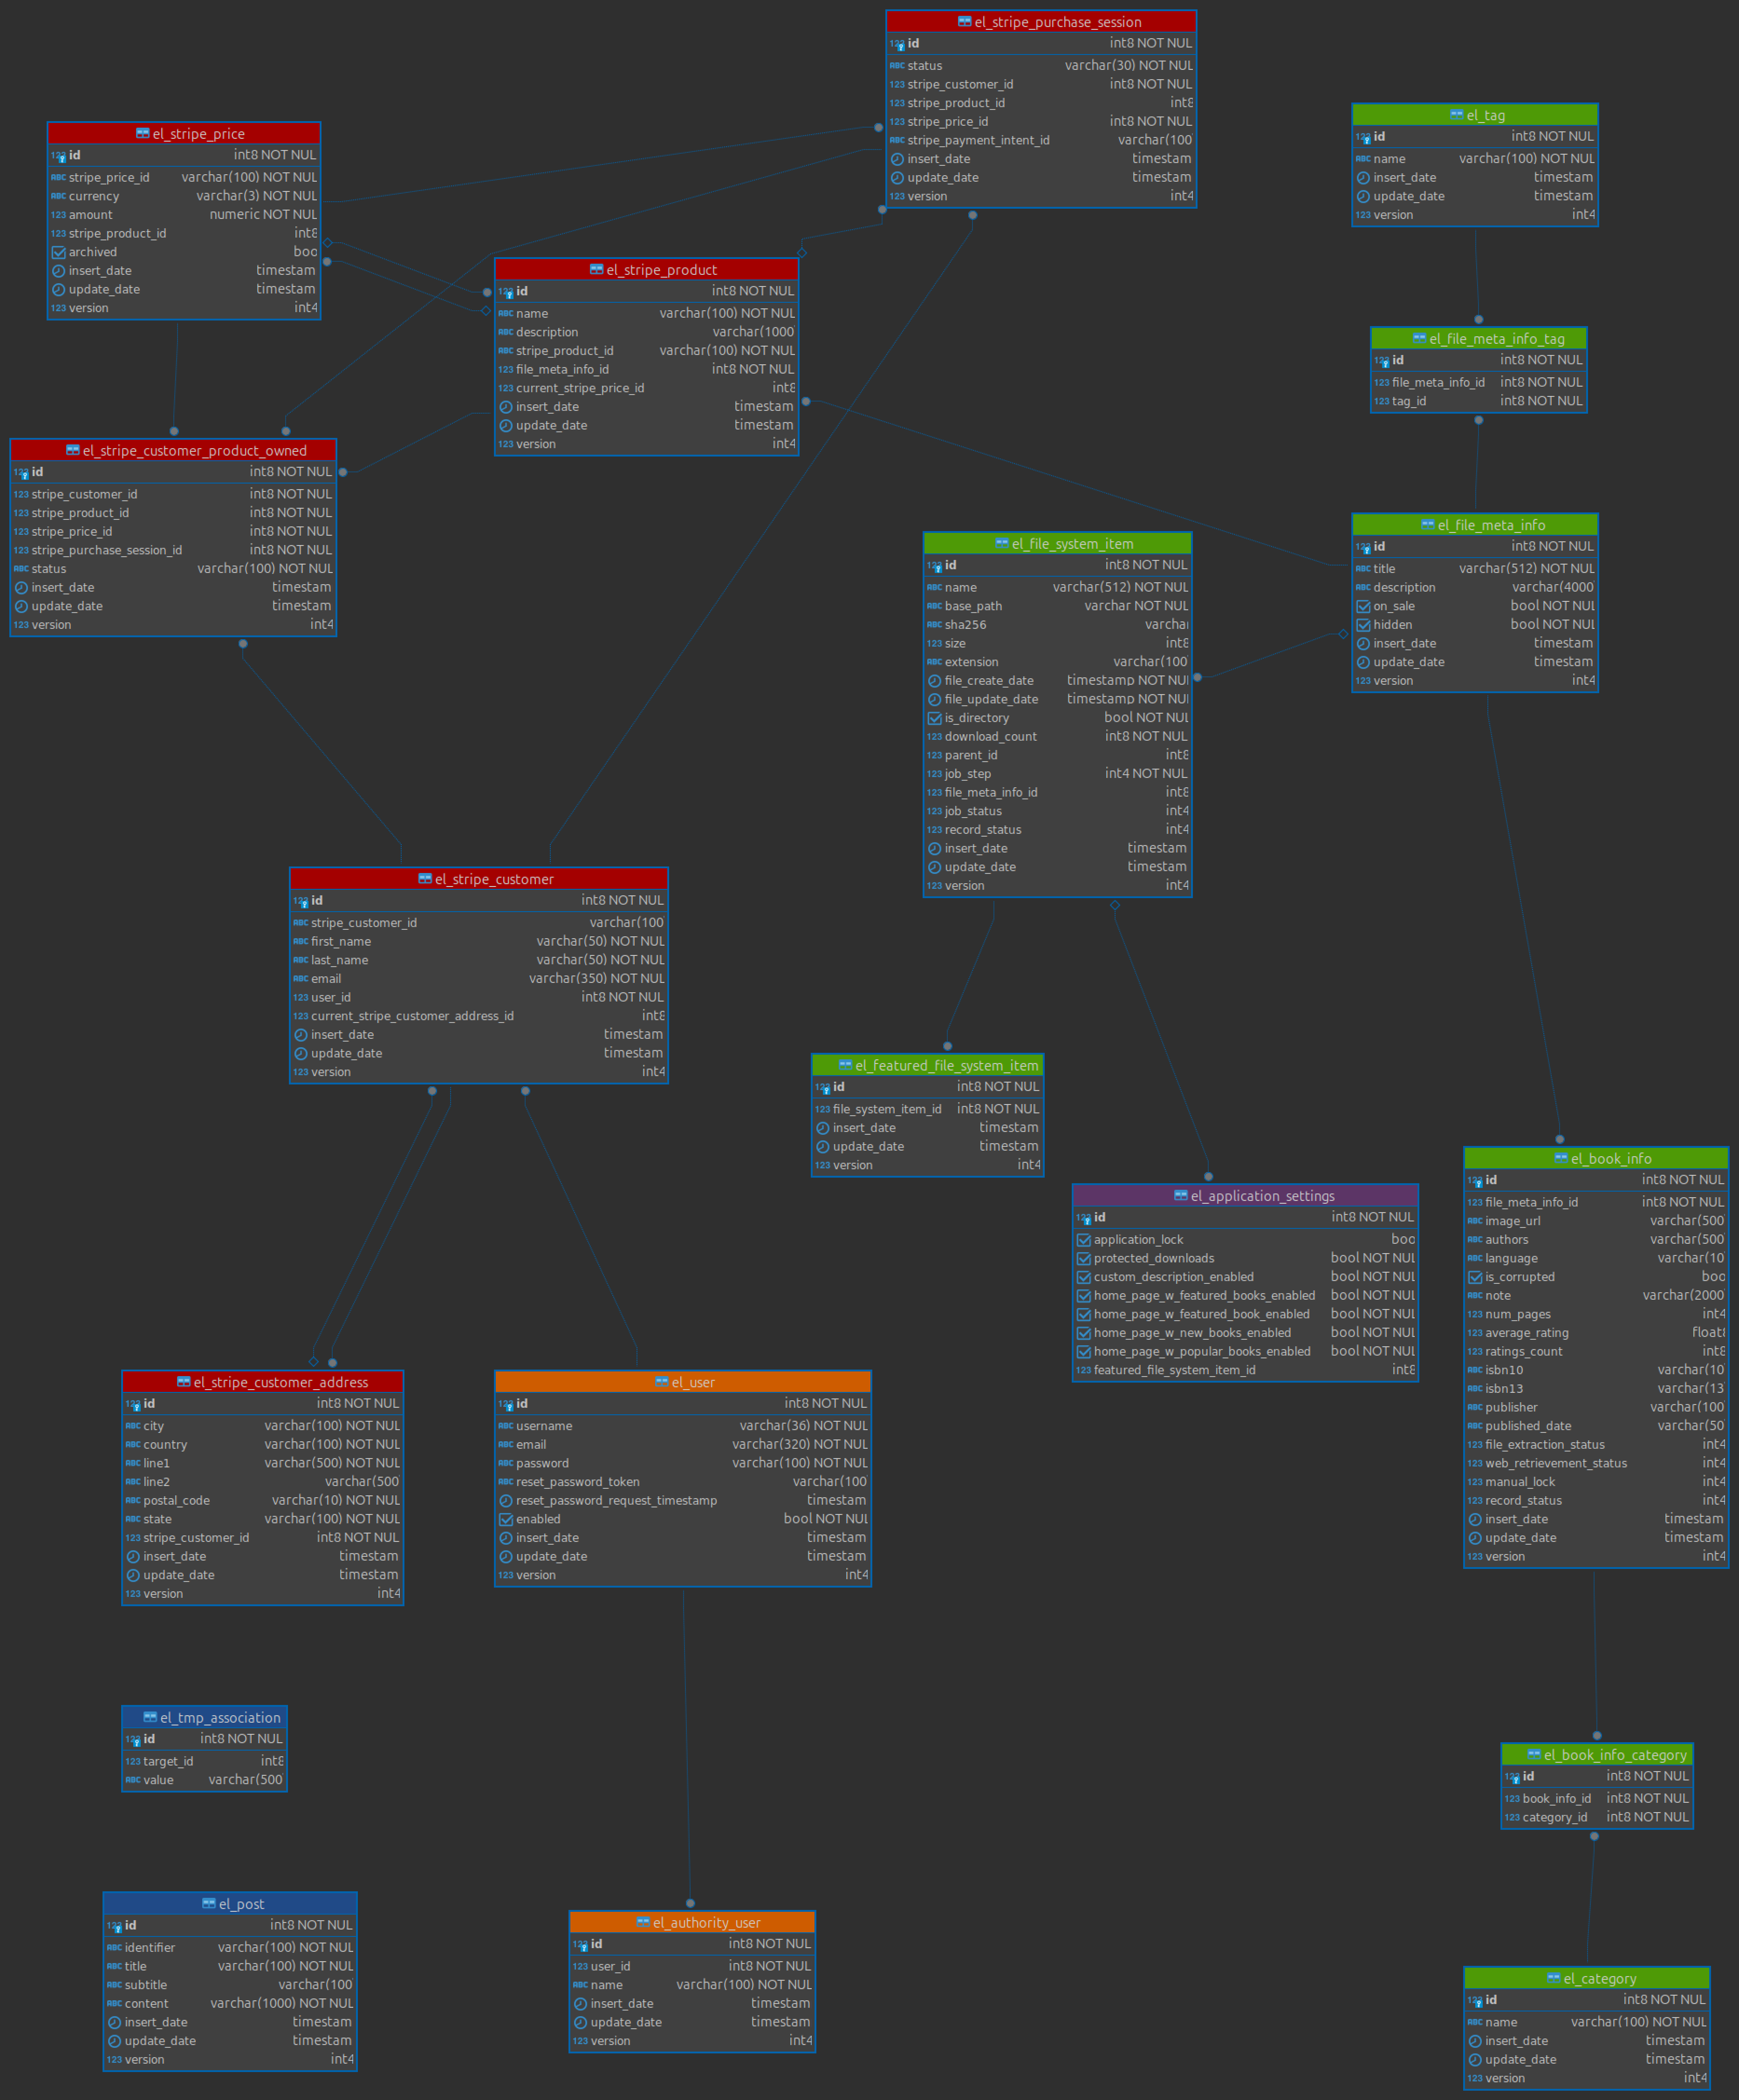 el_stripe_purchase_session
id int8 NOT NUL
status varchar(30) NOT NUL
stripe_customer_id int8 NOT NUL
stripe_product_id int8
stripe_price_id int8 NOT NUL
stripe_payment_intent_id varchar(100
insert_date timestam
update_date timestam
version int4
el_stripe_price
id int8 NOT NUL
stripe_price_id varchar(100) NOT NUL
currency varchar(3) NOT NUL
amount numeric NOT NUL
stripe_product_id int8
archived boo
insert_date timestam
update_date timestam
version int4
el_tag
id int8 NOT NUL
name varchar(100) NOT NUL
insert_date timestam
update_date timestam
version int4
el_stripe_product
id int8 NOT NUL
name varchar(100) NOT NUL
description varchar(1000
stripe_product_id varchar(100) NOT NUL
file_meta_info_id int8 NOT NUL
current_stripe_price_id int8
insert_date timestam
update_date timestam
version int4
el_file_meta_info_tag
id int8 NOT NUL
file_meta_info_id int8 NOT NUL
tag_id int8 NOT NUL
el_stripe_customer_product_owned
id int8 NOT NUL
stripe_customer_id int8 NOT NUL
stripe_product_id int8 NOT NUL
stripe_price_id int8 NOT NUL
stripe_purchase_session_id int8 NOT NUL
status varchar(100) NOT NUL
insert_date timestam
update_date timestam
version int4
el_file_meta_info
id int8 NOT NUL
title varchar(512) NOT NUL
description varchar(4000
on_sale bool NOT NUL
hidden bool NOT NUL
insert_date timestam
update_date timestam
version int4
el_file_system_item
id int8 NOT NUL
name varchar(512) NOT NUL
base_path varchar NOT NUL
sha256 varchar
size int8
extension varchar(100
file_create_date timestamp NOT NUL
file_update_date timestamp NOT NUL
is_directory bool NOT NUL
download_count int8 NOT NUL
parent_id int8
job_step int4 NOT NUL
file_meta_info_id int8
job_status int4
record_status int4
insert_date timestam
update_date timestam
version int4
el_stripe_customer
id int8 NOT NUL
stripe_customer_id varchar(100
first_name varchar(50) NOT NUL
last_name varchar(50) NOT NUL
email varchar(350) NOT NUL
user_id int8 NOT NUL
current_stripe_customer_address_id int8
insert_date timestam
update_date timestam
version int4
el_featured_file_system_item
id int8 NOT NUL
file_system_item_id int8 NOT NUL
insert_date timestam
update_date timestam
version int4
el_application_settings
id int8 NOT NUL
application_lock boo
protected_downloads bool NOT NUL
custom_description_enabled bool NOT NUL
home_page_w_featured_books_enabled bool NOT NUL
home_page_w_featured_book_enabled bool NOT NUL
home_page_w_new_books_enabled bool NOT NUL
home_page_w_popular_books_enabled bool NOT NUL
featured_file_system_item_id int8
el_book_info
id int8 NOT NUL
file_meta_info_id int8 NOT NUL
image_url varchar(500
authors varchar(500
language varchar(10
is_corrupted boo
note varchar(2000
num_pages int4
average_rating float8
ratings_count int8
isbn10 varchar(10
isbn13 varchar(13
publisher varchar(100
published_date varchar(50
file_extraction_status int4
web_retrievement_status int4
manual_lock int4
record_status int4
insert_date timestam
update_date timestam
version int4
el_stripe_customer_address
id int8 NOT NUL
city varchar(100) NOT NUL
country varchar(100) NOT NUL
line1 varchar(500) NOT NUL
line2 varchar(500
postal_code varchar(10) NOT NUL
state varchar(100) NOT NUL
stripe_customer_id int8 NOT NUL
insert_date timestam
update_date timestam
version int4
el_user
id int8 NOT NUL
username varchar(36) NOT NUL
email varchar(320) NOT NUL
password varchar(100) NOT NUL
reset_password_token varchar(100
reset_password_request_timestamp timestam
enabled bool NOT NUL
insert_date timestam
update_date timestam
version int4
el_tmp_association
id int8 NOT NUL
target_id int8
value varchar(500
el_book_info_category
id int8 NOT NUL
book_info_id int8 NOT NUL
category_id int8 NOT NUL
el_post
id int8 NOT NUL
identifier varchar(100) NOT NUL
title varchar(100) NOT NUL
subtitle varchar(100
content varchar(1000) NOT NUL
insert_date timestam
update_date timestam
version int4
el_authority_user
id int8 NOT NUL
user_id int8 NOT NUL
name varchar(100) NOT NUL
insert_date timestam
update_date timestam
version int4
el_category
id int8 NOT NUL
name varchar(100) NOT NUL
insert_date timestam
update_date timestam
version int4